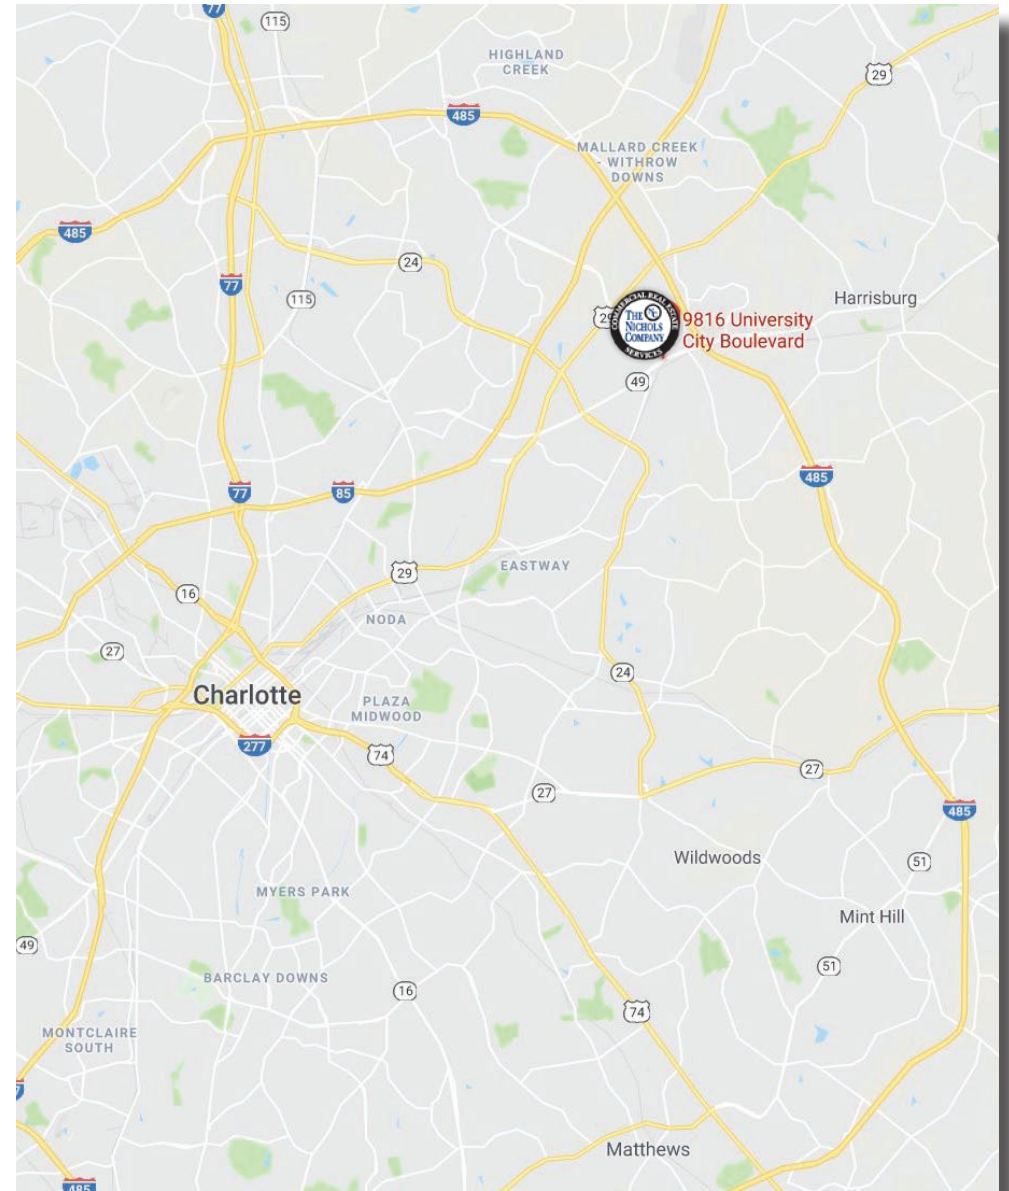 77
115
HIGHLAND
CREEK
29
485
MALLARD CREEK
- WITHROW
DOWNS
485
24
77
115
Harrisburg
29
COMMERCIAL REAL ESTATE
THE
NICHOLS
COMPANY
SERVICES
9816 University
City Boulevard
49
485
77
85
EASTWAY
29
16
NODA
27
24
Charlotte
PLAZA
MIDWOOD
277
74
27
27
485
Wildwoods
51
MYERS PARK
Mint Hill
49
51
BARCLAY DOWNS
16
74
MONTCLAIRE
SOUTH
Matthews
485